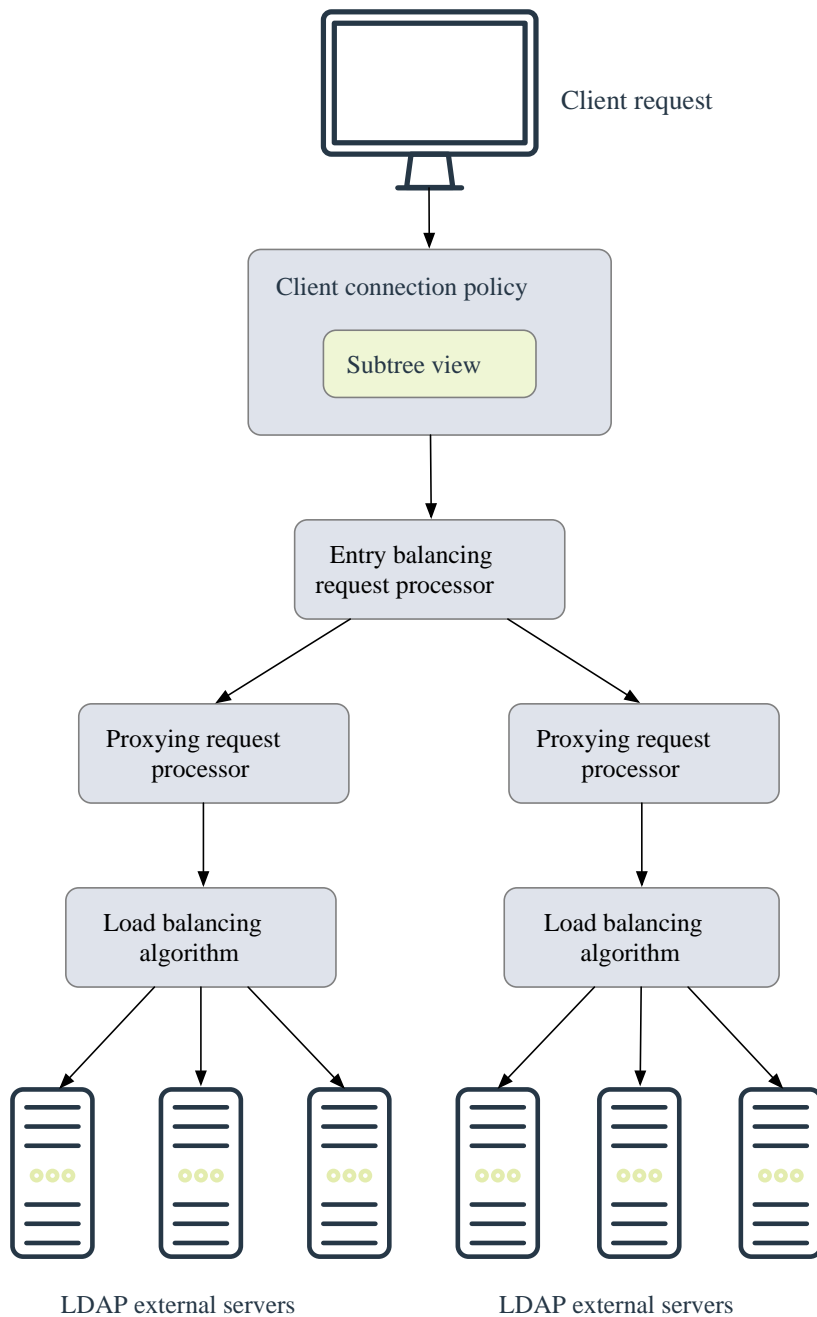 Client request
Client connection policy
Subtree view
Entry balancing
request processor
Proxying request
processor
Proxying request
processor
Load balancing
algorithm
Load balancing
algorithm
LDAP external servers
LDAP external servers